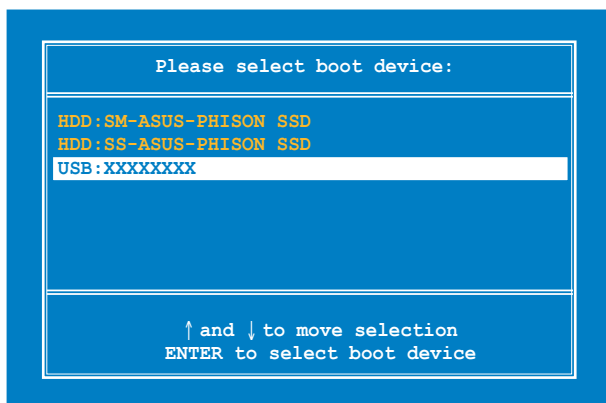 Please select boot device:
HDD:SM-ASUS-PHISON SSD
HDD:SS-ASUS-PHISON SSD
USB:XXXXXXXX
↑ and ↓ to move selection
ENTER to select boot device